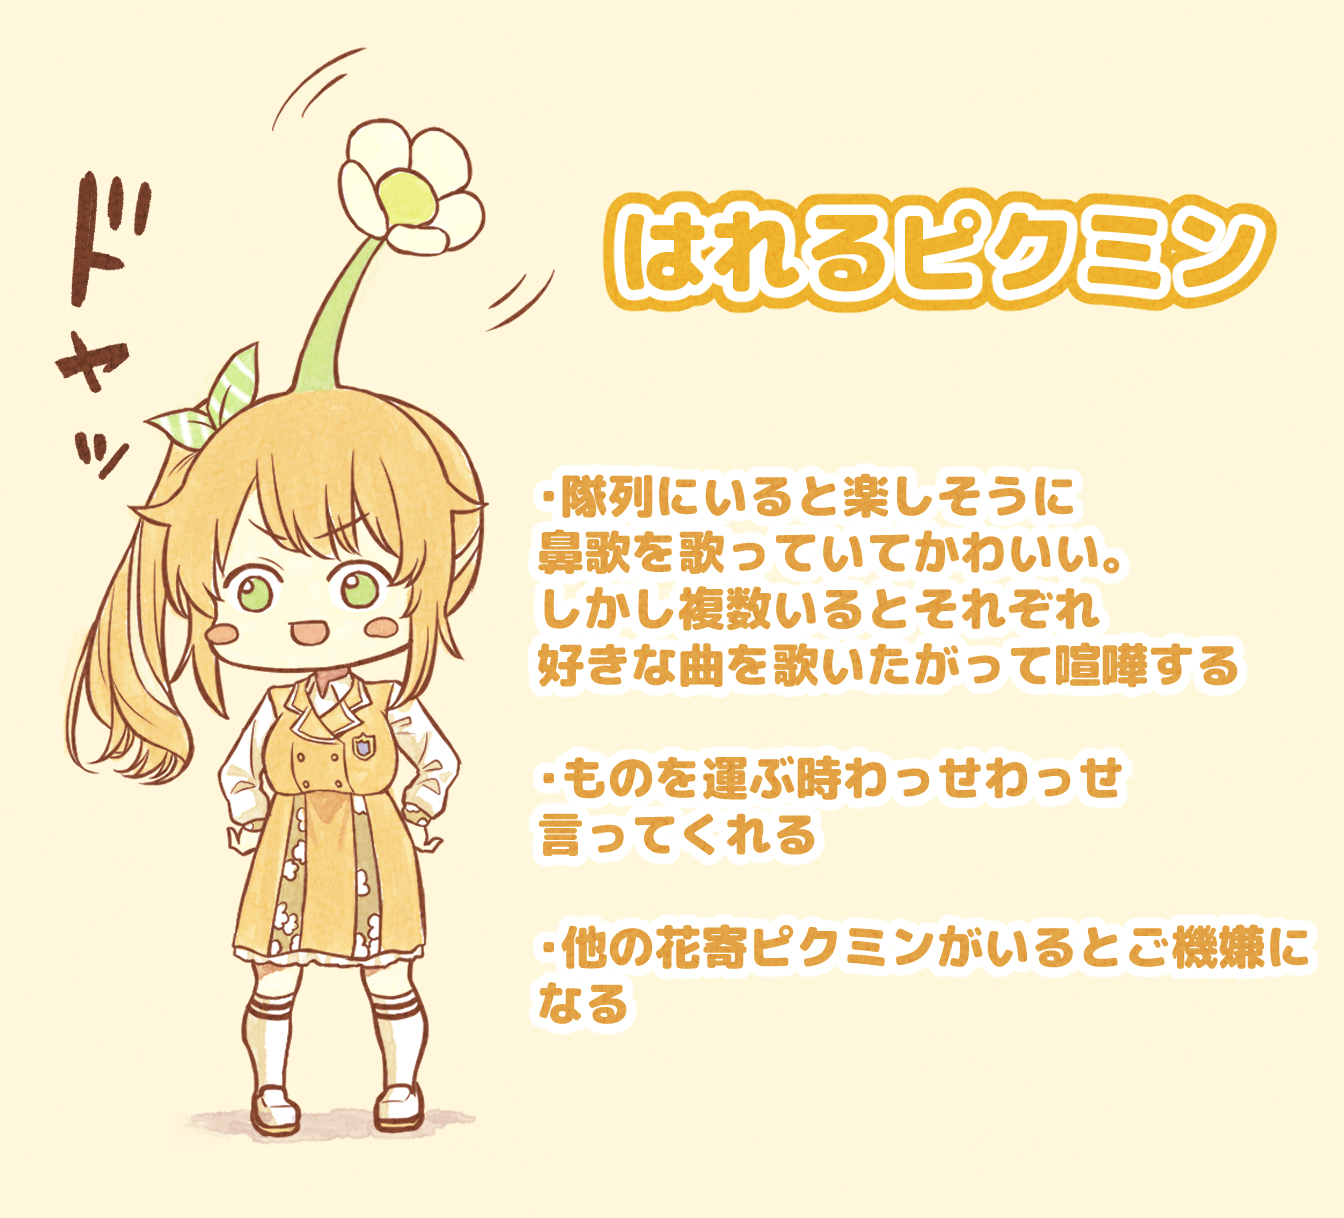 ドヤッ
はれるピクミン
・隊列にいると楽しそうに
鼻歌を歌っていてかわいい。
しかし複数いるとそれぞれ
好きな曲を歌いたがって喧嘩する
・ものを運ぶ時わっせわっせ
言ってくれる
・他の花寄ピクミンがいるとご機嫌に
なる